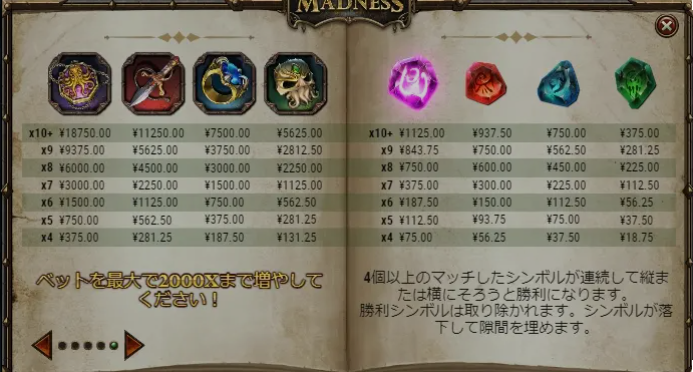 MADNESS
x10+ ¥18750.00 ¥11250.00 ¥7500.00 ¥5625.00
x9 ¥9375.00 ¥5625.00 ¥3750.00 ¥2812.50
x8 ¥6000.00 ¥4500.00 ¥3000.00 ¥2250.00
x7 ¥3000.00 ¥2250.00 ¥1500.00 ¥1125.00
x6 ¥1500.00 ¥1125.00 ¥750.00 ¥562.50
x5 ¥750.00 ¥562.50 ¥375.00 ¥281.25
x4 ¥375.00 ¥281.25 ¥187.50 ¥131.25
ベットを最大で2000Xまで増やして
ください！
x10+ ¥1125.00 ¥937.50 ¥750.00 ¥375.00
x9 ¥843.75 ¥750.00 ¥562.50 ¥281.25
x8 ¥750.00 ¥600.00 ¥450.00 ¥225.00
x7 ¥375.00 ¥300.00 ¥225.00 ¥112.50
x6 ¥187.50 ¥150.00 ¥112.50 ¥56.25
x5 ¥112.50 ¥93.75 ¥75.00 ¥37.50
x4 ¥75.00 ¥56.25 ¥37.50 ¥18.75
4個以上のマッチしたシンボルが連続して縦ま
たは横にそろうと勝利になります。
勝利シンボルは取り除かれます。シンボルが落
下して隙間を埋めます。